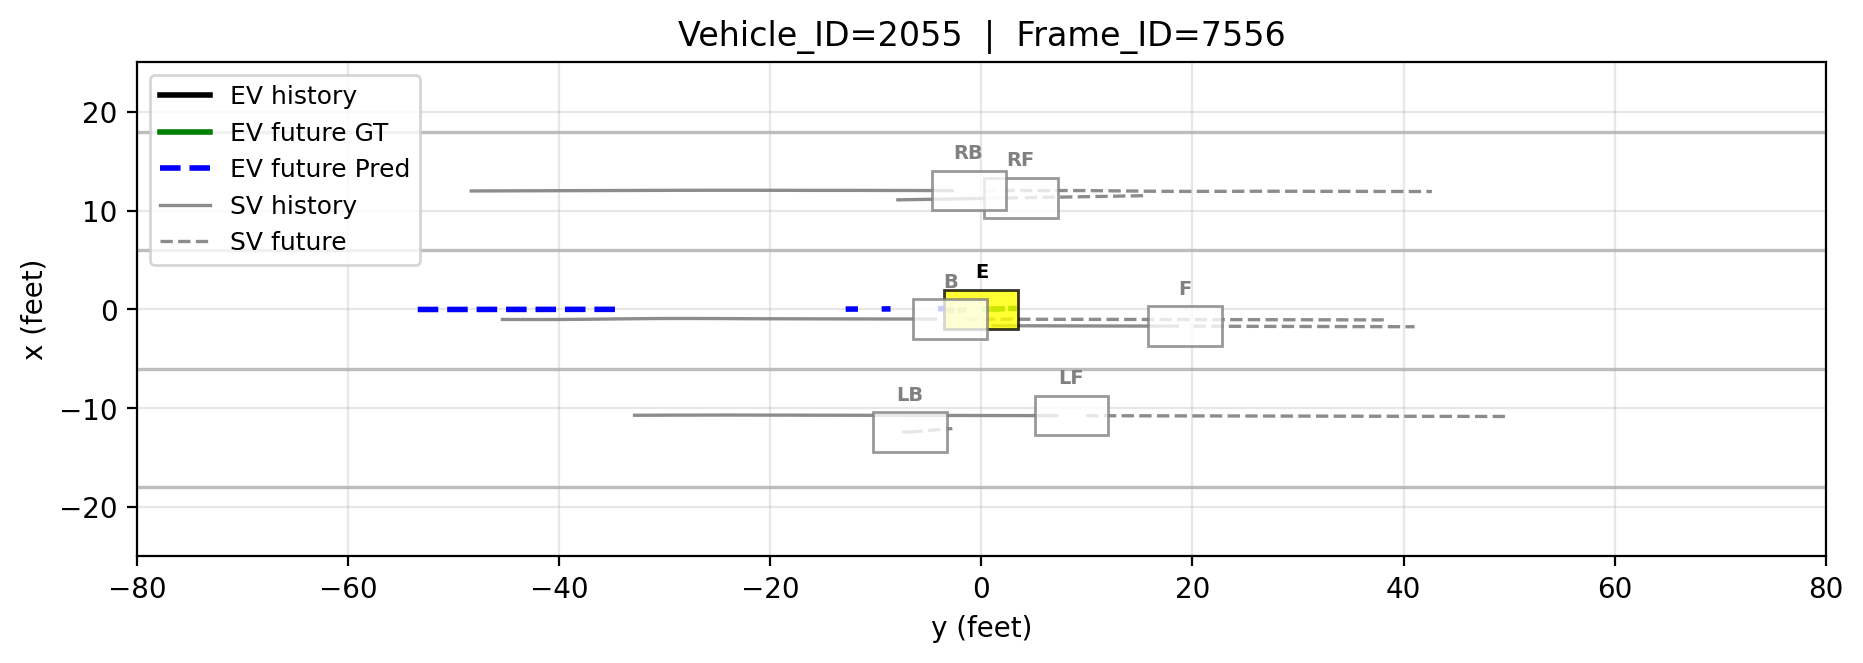 Vehicle_ID=2055 | Frame_ID=7556
EV history
EV future GT
EV future Pred
SV history
SV future
RB
RF
B
E
F
LB
LF
20
10
0
−10
−20
x (feet)
−80
−60
−40
−20
0
20
40
60
80
y (feet)